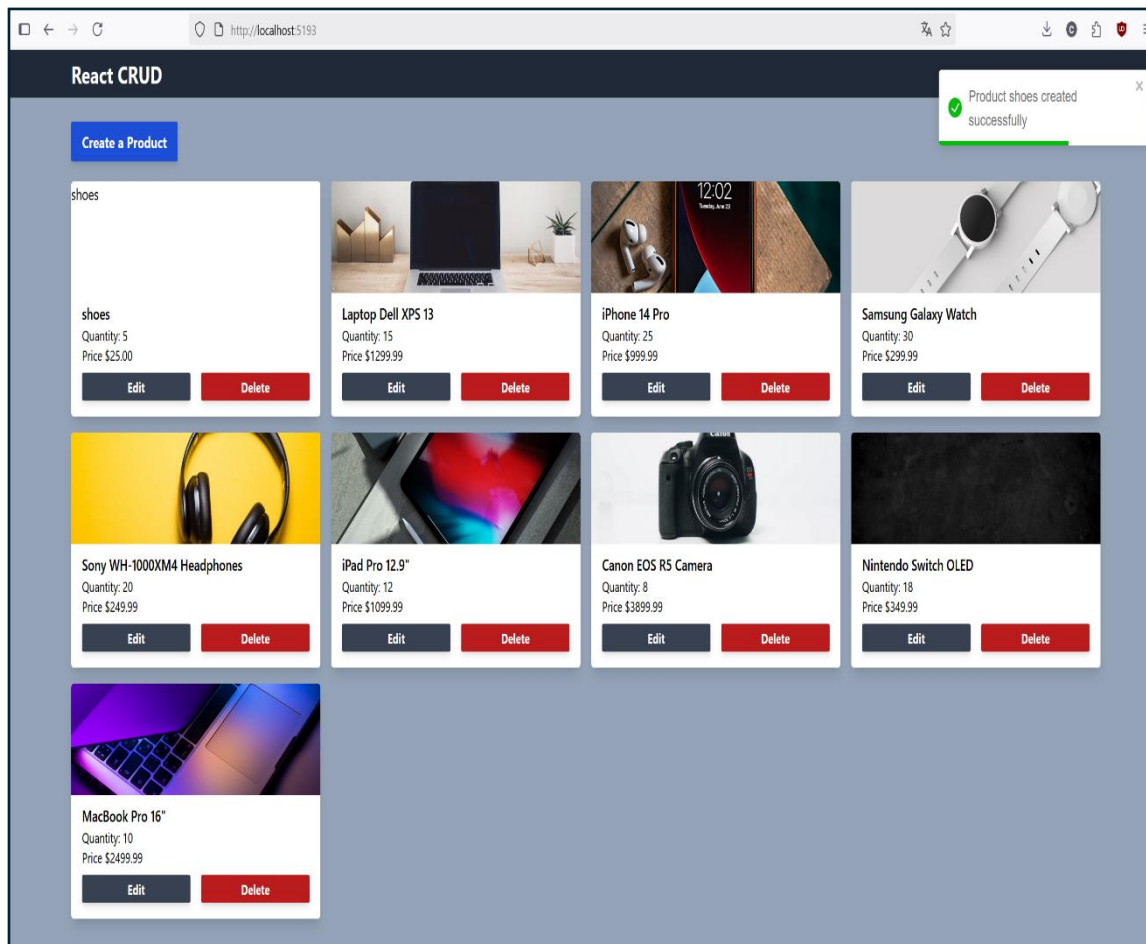 http://localhost:5193
React CRUD
Product shoes created
successfully
Create a Product
shoes
shoes
Quantity: 5
Price $25.00
Edit
Delete
Laptop Dell XPS 13
Quantity: 15
Price $1299.99
Edit
Delete
12:02
Tuesday, June 23
iPhone 14 Pro
Quantity: 25
Price $999.99
Edit
Delete
Samsung Galaxy Watch
Quantity: 30
Price $299.99
Edit
Delete
Sony WH-1000XM4 Headphones
Quantity: 20
Price $249.99
Edit
Delete
iPad Pro 12.9"
Quantity: 12
Price $1099.99
Edit
Delete
Canon
Canon EOS R5 Camera
Quantity: 8
Price $3899.99
Edit
Delete
Nintendo Switch OLED
Quantity: 18
Price $349.99
Edit
Delete
MacBook Pro 16"
Quantity: 10
Price $2499.99
Edit
Delete